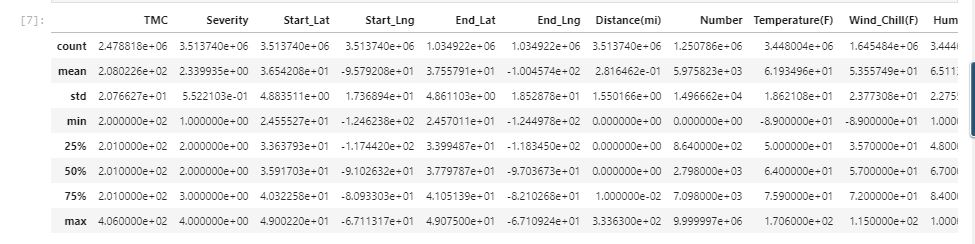 [7]:
TMC Severity Start_Lat Start_Lng End_Lat End_Lng Distance(mi) Number Temperature(F) Wind_Chill(F) Hum
count 2.478818e+06 3.513740e+06 3.513740e+06 3.513740e+06 1.034922e+06 1.034922e+06 3.513740e+06 1.250786e+06 3.448004e+06 1.645484e+06 3.444
mean 2.080226e+02 2.339935e+00 3.654208e+01 -9.579208e+01 3.755791e+01 -1.004574e+02 2.816462e-01 5.975823e+03 6.193496e+01 5.355749e+01 6.511
std 2.076627e+01 5.522103e-01 4.883511e+00 1.736894e+01 4.861103e+00 1.852878e+01 1.550166e+00 1.496662e+04 1.862108e+01 2.377308e+01 2.275
min 2.000000e+02 1.000000e+00 2.455527e+01 -1.246238e+02 2.457011e+01 -1.244978e+02 0.000000e+00 0.000000e+00 -8.900000e+01 -8.900000e+01 1.000
25% 2.010000e+02 2.000000e+00 3.363793e+01 -1.174420e+02 3.399487e+01 -1.183450e+02 0.000000e+00 8.640000e+02 5.000000e+01 3.570000e+01 4.800
50% 2.010000e+02 2.000000e+00 3.591703e+01 -9.102632e+01 3.779787e+01 -9.703673e+01 0.000000e+00 2.798000e+03 6.400000e+01 5.700000e+01 6.700
75% 2.010000e+02 3.000000e+00 4.032258e+01 -8.093303e+01 4.105139e+01 -8.210268e+01 1.000000e-02 7.098000e+03 7.590000e+01 7.200000e+01 8.400
max 4.060000e+02 4.000000e+00 4.900220e+01 -6.711317e+01 4.907500e+01 -6.710924e+01 3.336300e+02 9.999997e+06 1.706000e+02 1.150000e+02 1.000